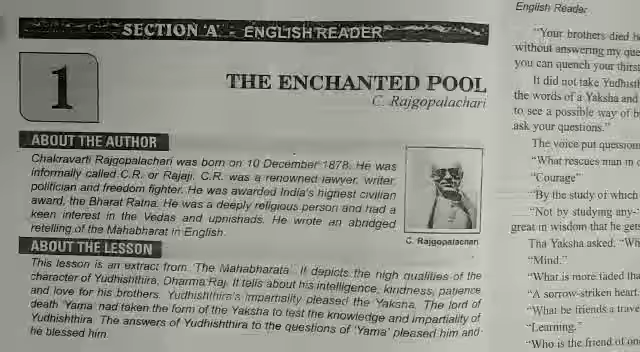 SECTION 'A' - ENGLISH READER
1
THE ENCHANTED POOL
C. Rajgopalachari
ABOUT THE AUTHOR
Chakravarti Rajgopalachari was born on 10 December 1878. He was
informally called C.R. or Rajaji. C.R. was a renowned lawyer, writer,
politician and freedom fighter. He was awarded India's highest civilian
award, the Bharat Ratna. He was a deeply religious person and had a
keen interest in the Vedas and upnishads. He wrote an abridged
retelling of the Mahabharat in English.
C. Rajgopalachari
ABOUT THE LESSON
This lesson is an extract from 'The Mahabharata'. It depicts the high qualities of the
character of Yudhishthira, Dharma Raj. It tells about his intelligence, kindness, patience
and love for his brothers. Yudhishthira's impartiality pleased the Yaksha. The lord of
death 'Yama' had taken the form of the Yaksha to test the knowledge and impartiality of
Yudhishthira. The answers of Yudhishthira to the questions of 'Yama' pleased him and
he blessed him.
English Reader
"Your brothers died
without answering my
you can quench your thirst
It did not take
the words of a Yaksha and
to see a possible way of
ask your questions."
The voice put
"What rescues man in
"Courage"
"By the study of which
"Not by studying
great in wisdom that he gets
Tha Yaksha asked,
"Mind."
"What is more faded
"A sorrow-striken heart.
"What be friends a
"Learning."
"Who is the friend of